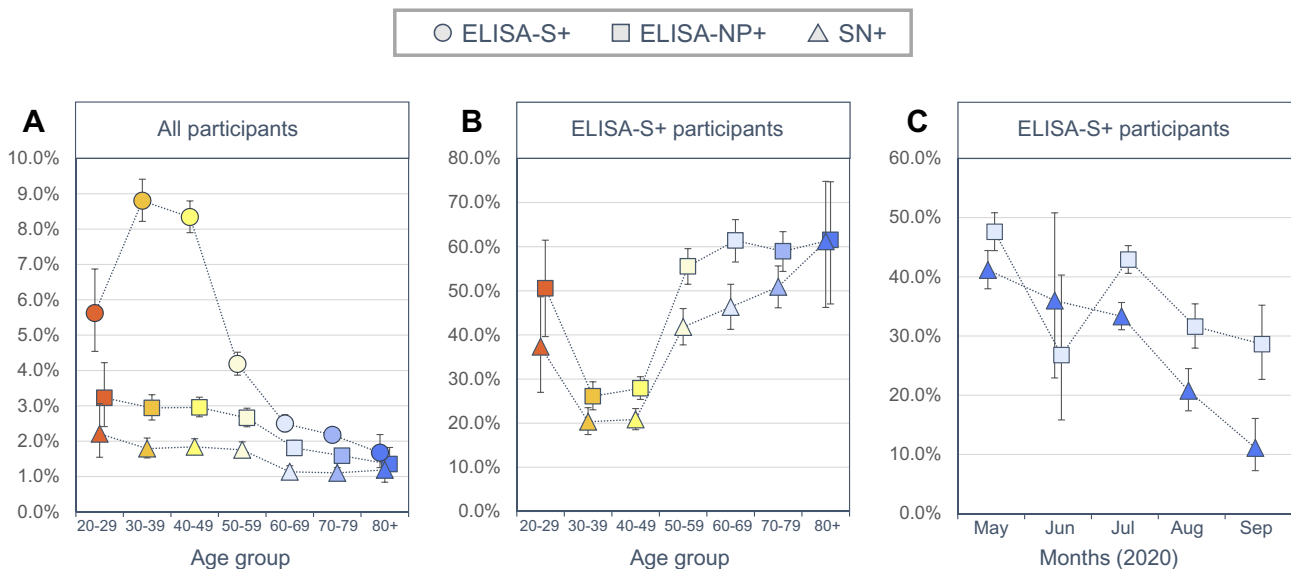 ELISA-S+ ELISA-NP+ SN+
A
All participants
10.0%
9.0%
8.0%
7.0%
6.0%
5.0%
4.0%
3.0%
2.0%
1.0%
0.0%
20-29 30-39 40-49 50-59 60-69 70-79 80+
Age group
B
ELISA-S+ participants
80.0%
70.0%
60.0%
50.0%
40.0%
30.0%
20.0%
10.0%
0.0%
20-29 30-39 40-49 50-59 60-69 70-79 80+
Age group
C
ELISA-S+ participants
60.0%
50.0%
40.0%
30.0%
20.0%
10.0%
0.0%
May Jun Jul Aug Sep
Months (2020)